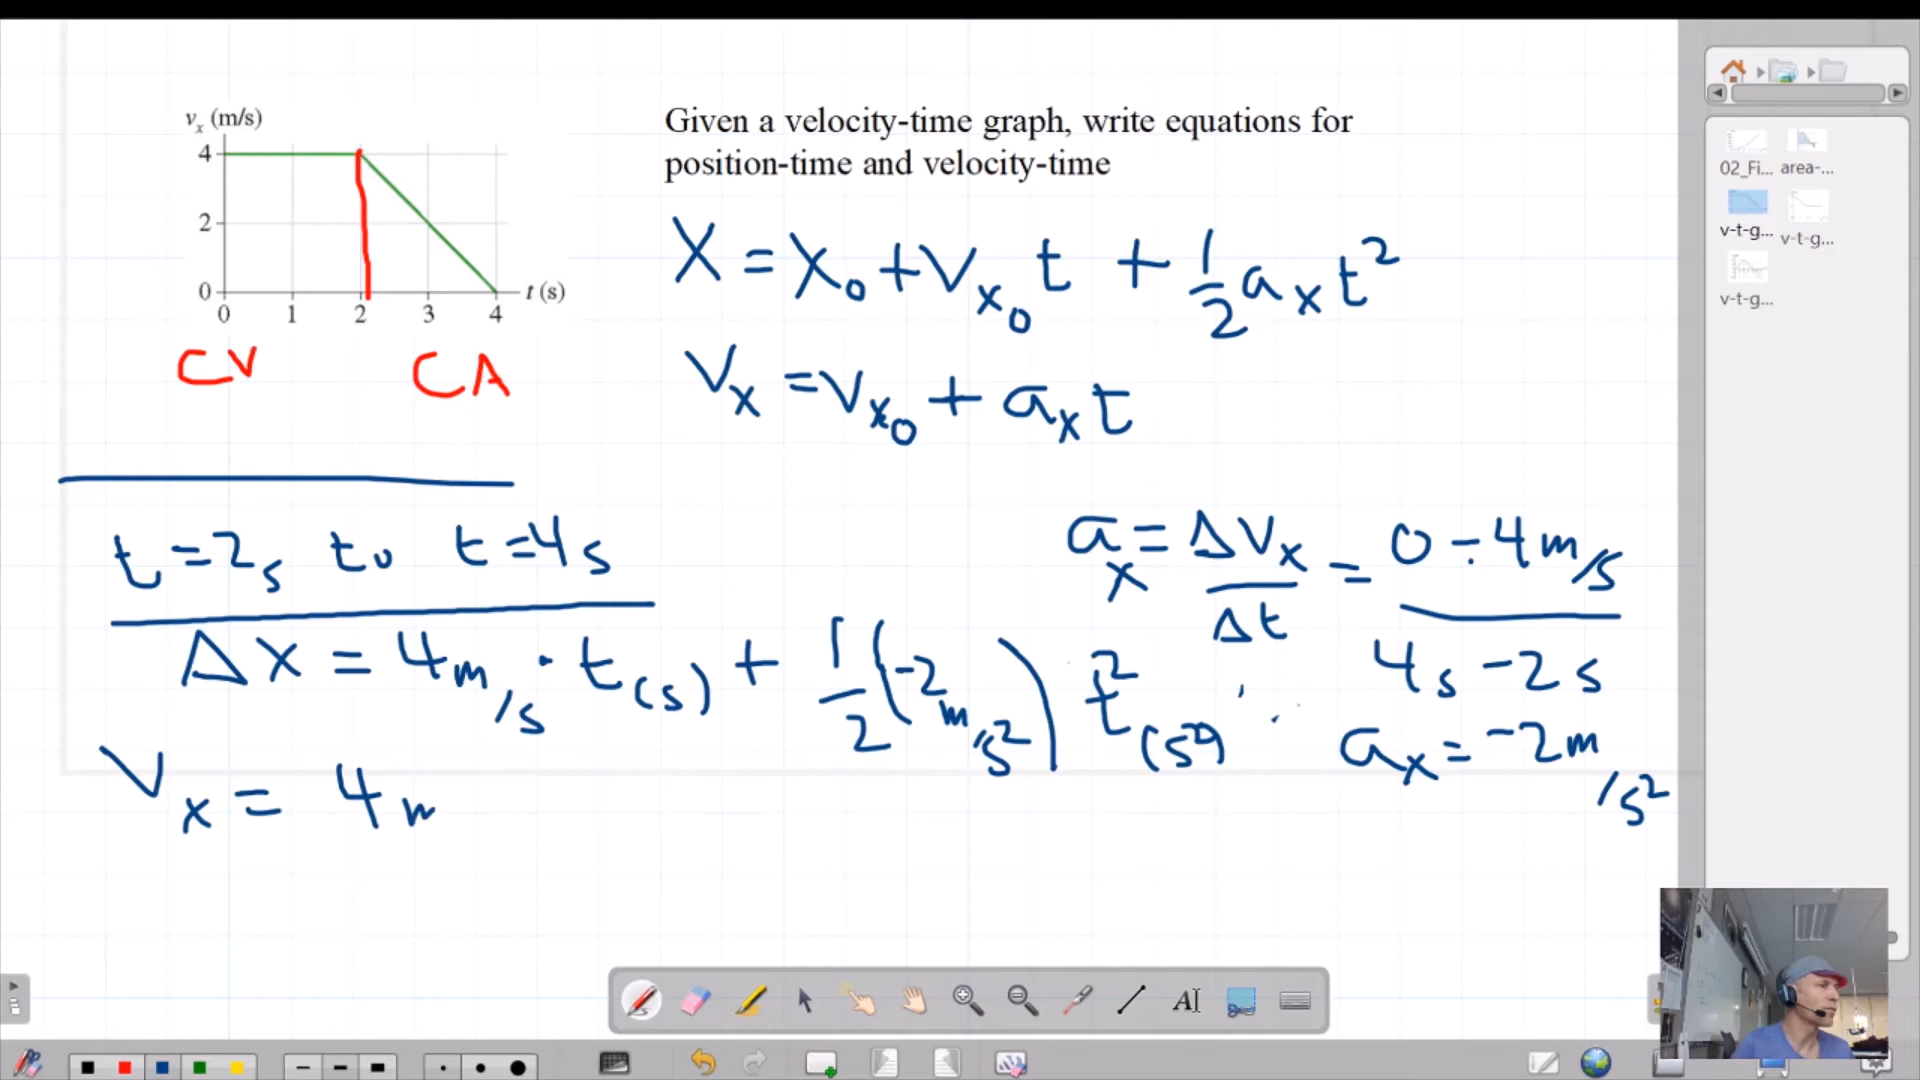 vx (m/s)
4
2
0
0 1 2 3 4
t (s)
CV CA
Given a velocity-time graph, write equations for
position-time and velocity-time
X = X₀ + Vx₀ t + 1/2 ax t²
Vx = Vx₀ + ax t
t = 2s to t = 4s
ax = ΔVx/Δt = 0 - 4 m/s / 4s - 2s
ΔX = 4 m/s · t(s) + 1/2 (-2 m/s²) t² (s²)
ax = -2 m/s²
Vx = 4 m
02_Fi... area-...
v-t-g... v-t-g...
v-t-g...
A